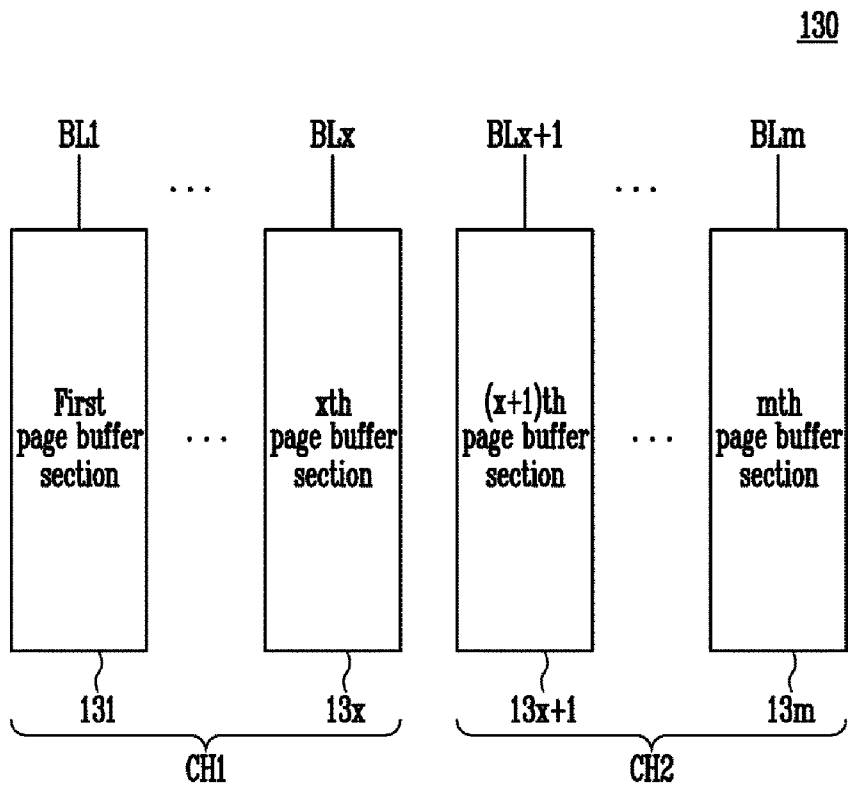 130
BL1 ... BLx BLx+1 ... BLm
First
page buffer
section
...
xth
page buffer
section
(x+1)th
page buffer
section
...
mth
page buffer
section
131 13x 13x+1 13m
CH1 CH2